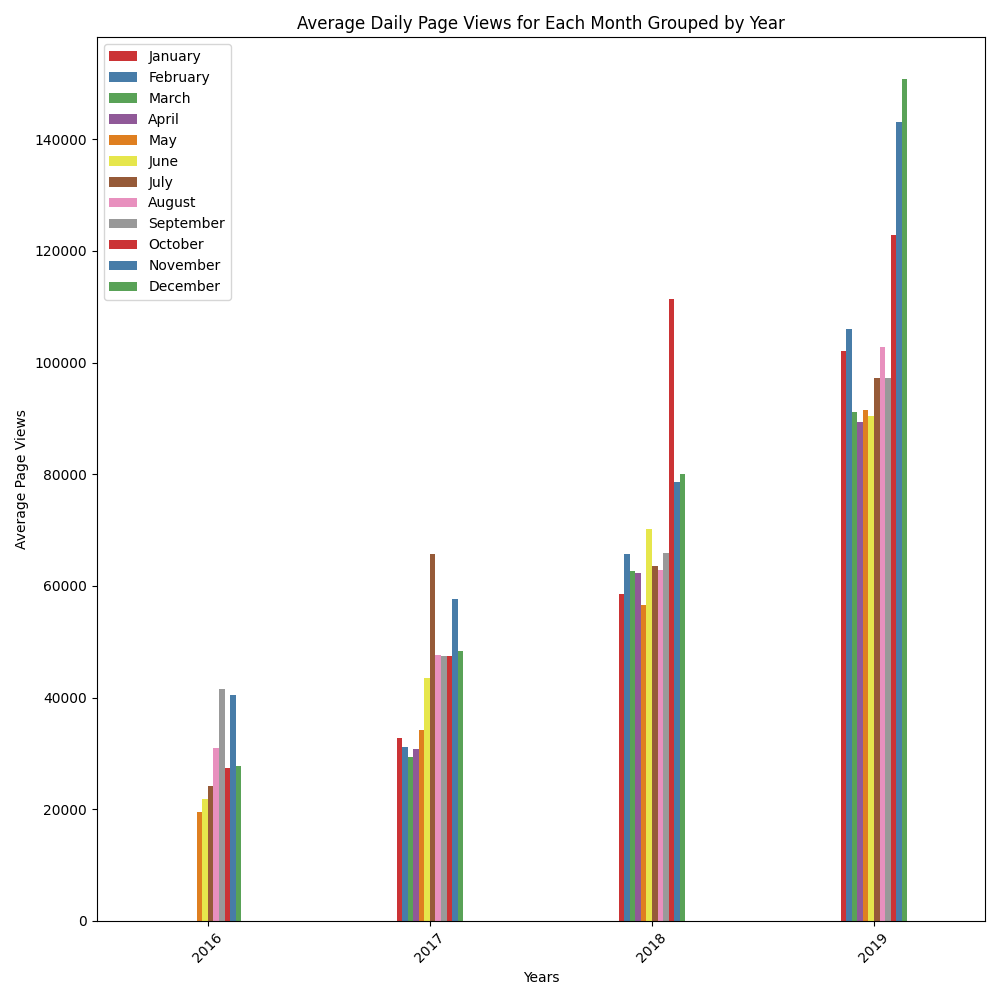 Average Daily Page Views for Each Month Grouped by Year
January
February
March
April
May
June
July
August
September
October
November
December
140000
120000
100000
80000
60000
40000
20000
0
Average Page Views
2016
2017
2018
2019
Years